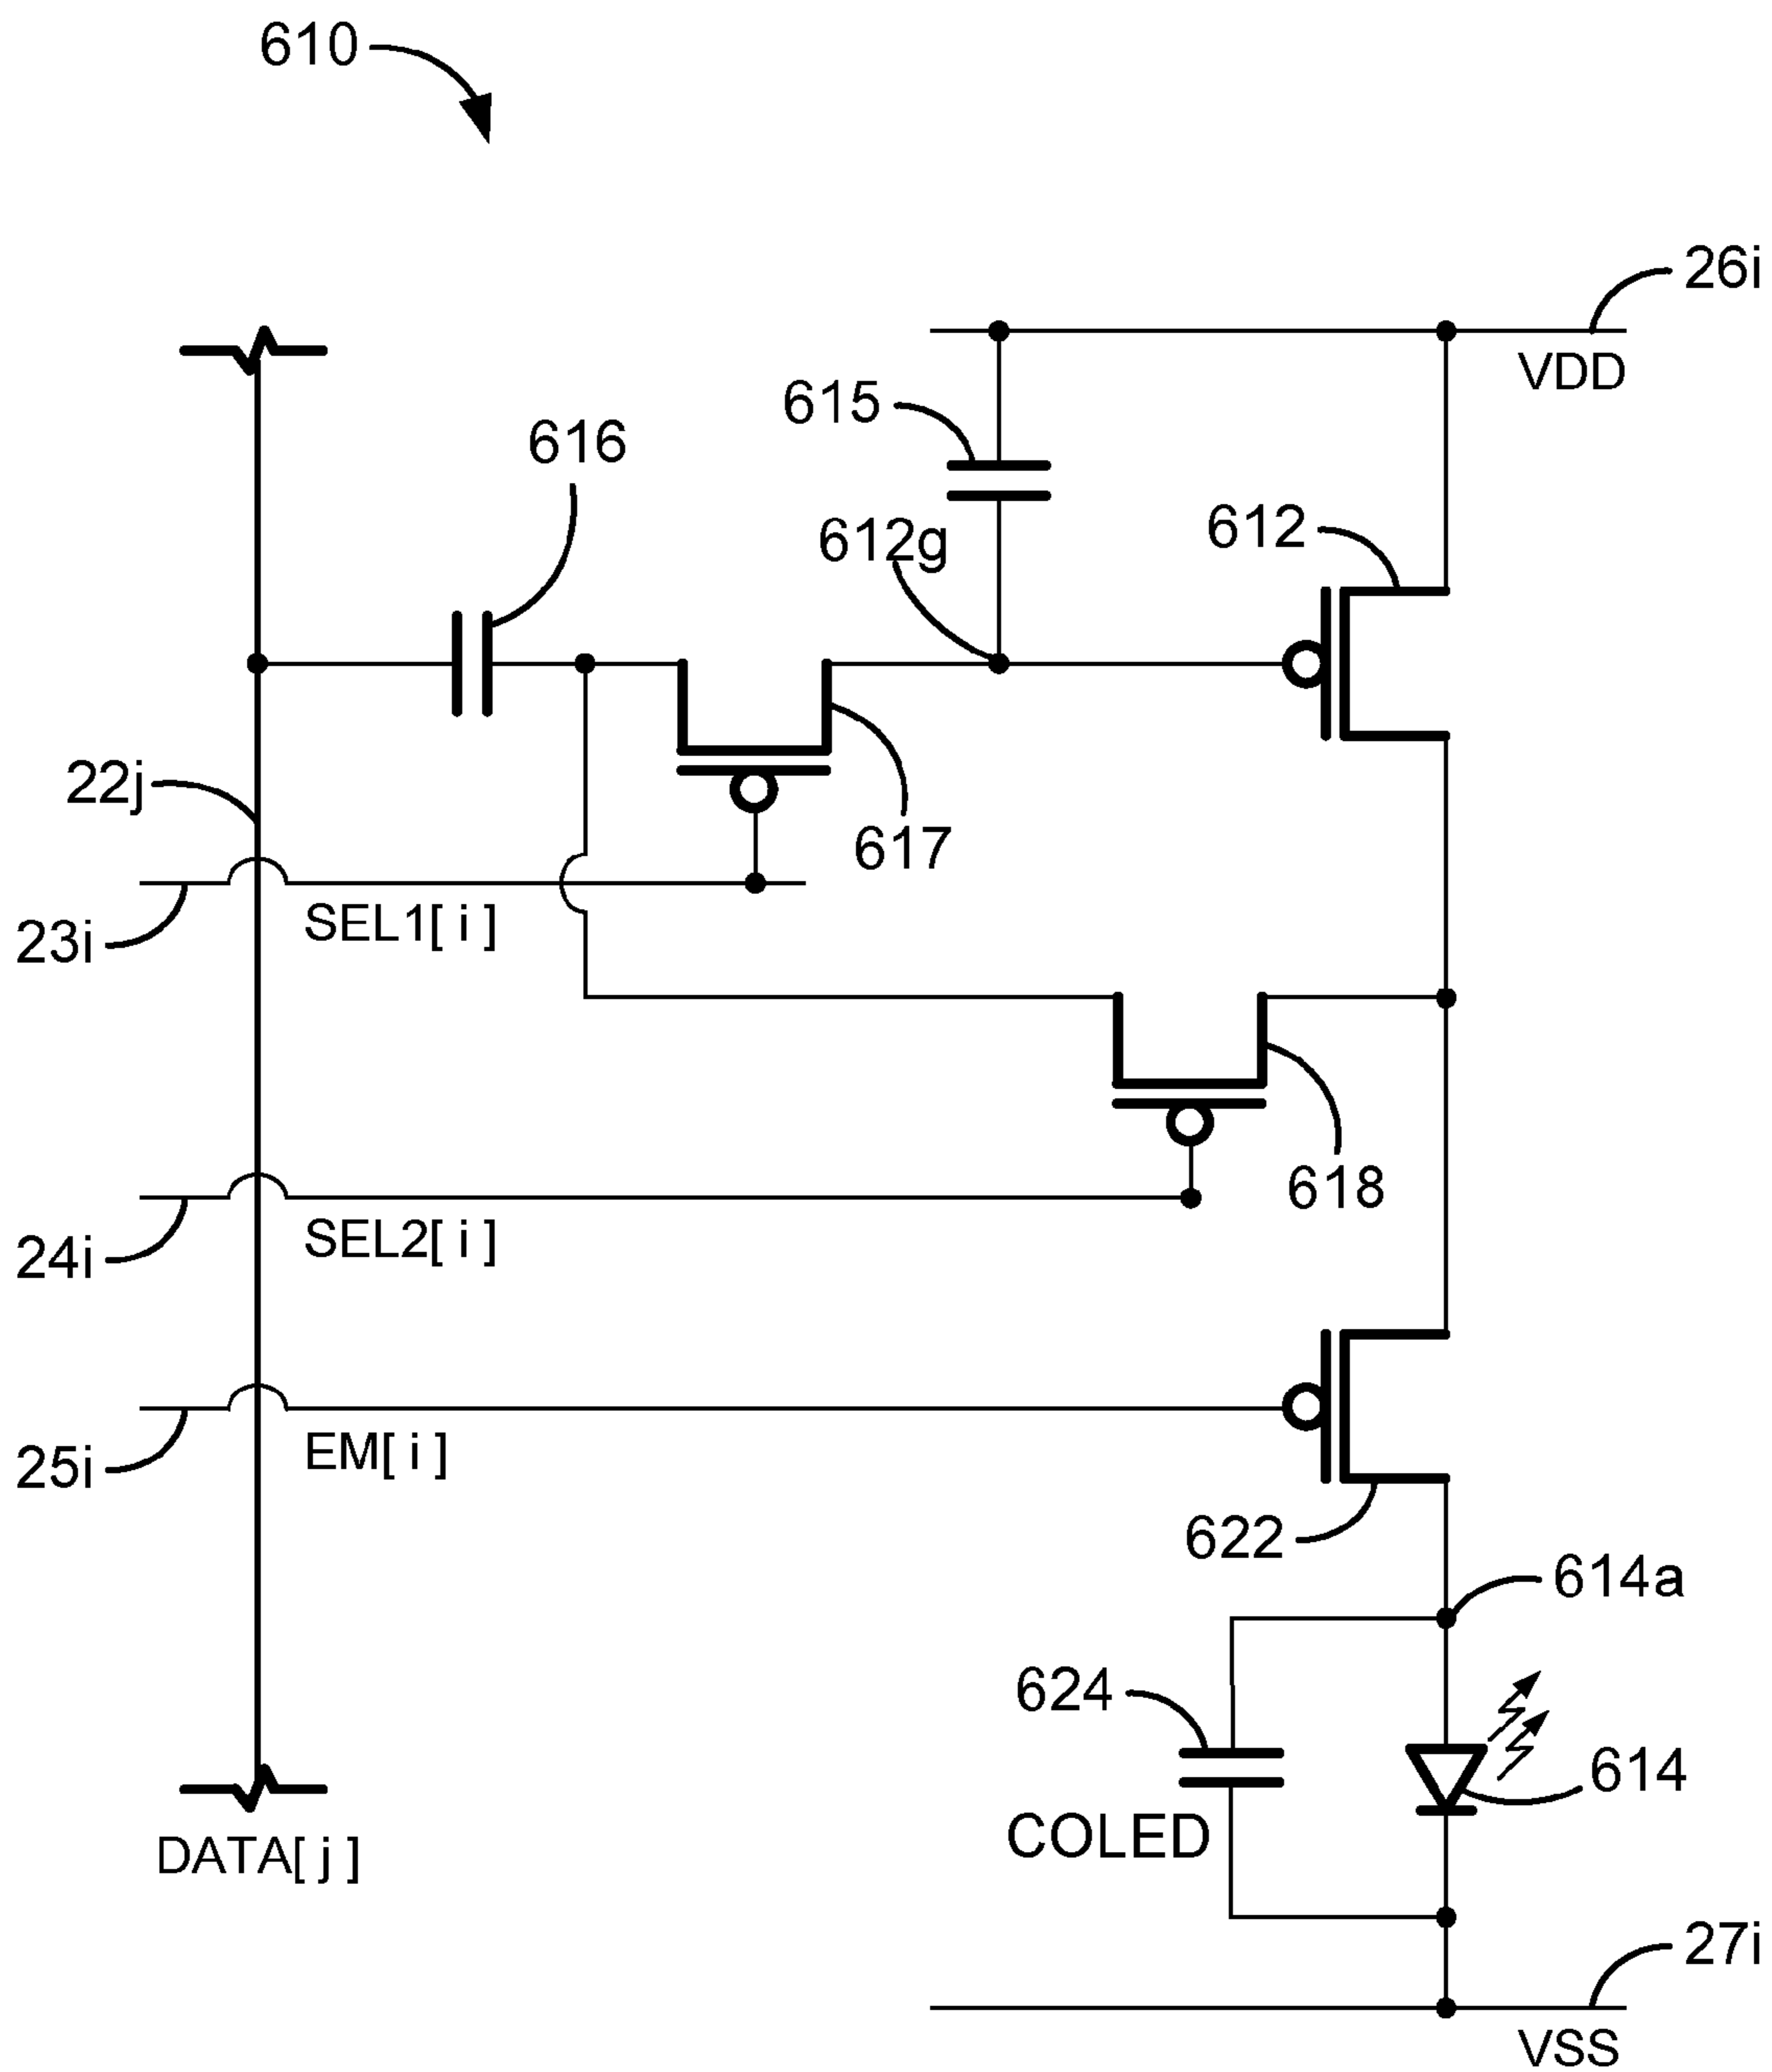 610
26i
VDD
615
616
612g
612
22j
617
23i
SEL1[ i ]
618
24i
SEL2[ i ]
25i
EM[ i ]
622
614a
624
614
COLED
DATA[ j ]
27i
VSS